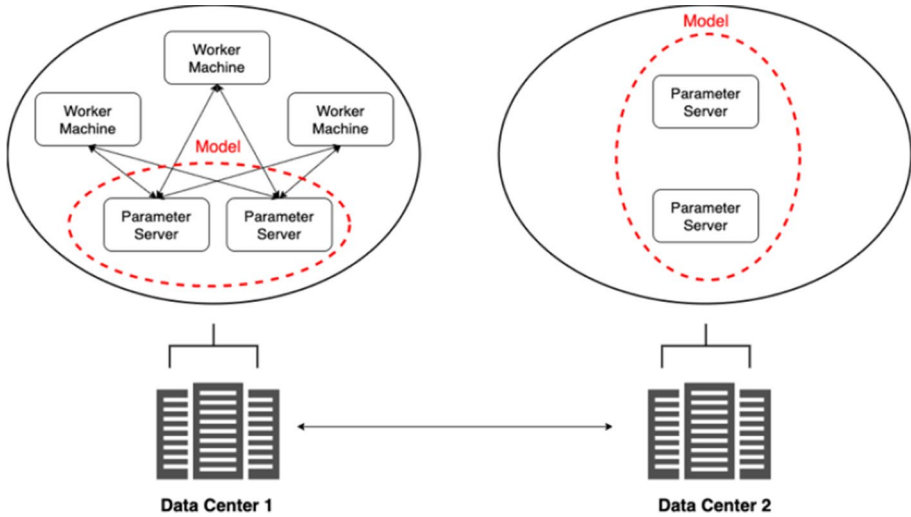 Worker
Machine
Worker
Machine
Worker
Machine
Model
Parameter
Server
Parameter
Server
Data Center 1
Model
Parameter
Server
Parameter
Server
Data Center 2